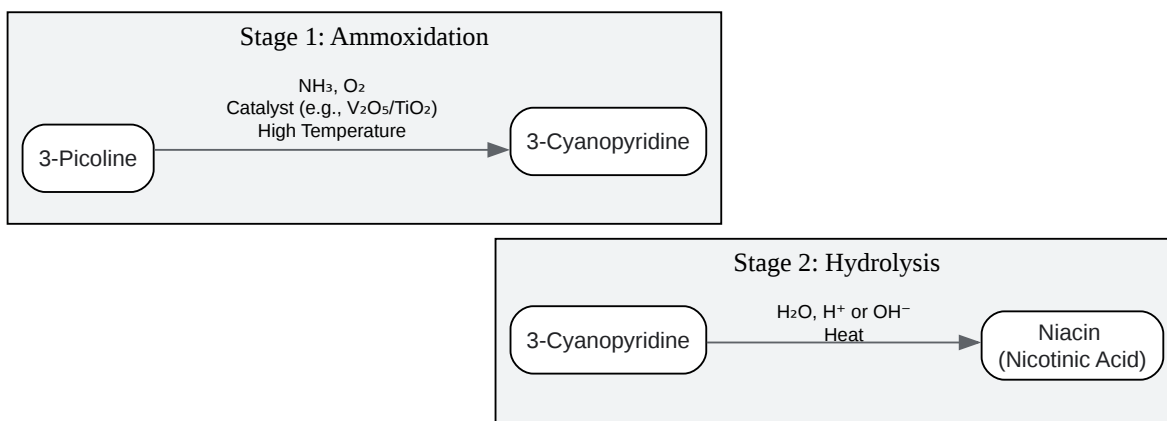 Stage 1: Ammoxidation
NH₃, O₂
Catalyst (e.g., V₂O₅/TiO₂)
High Temperature
3-Picoline
3-Cyanopyridine
Stage 2: Hydrolysis
H₂O, H⁺ or OH⁻
Heat
3-Cyanopyridine
Niacin
(Nicotinic Acid)